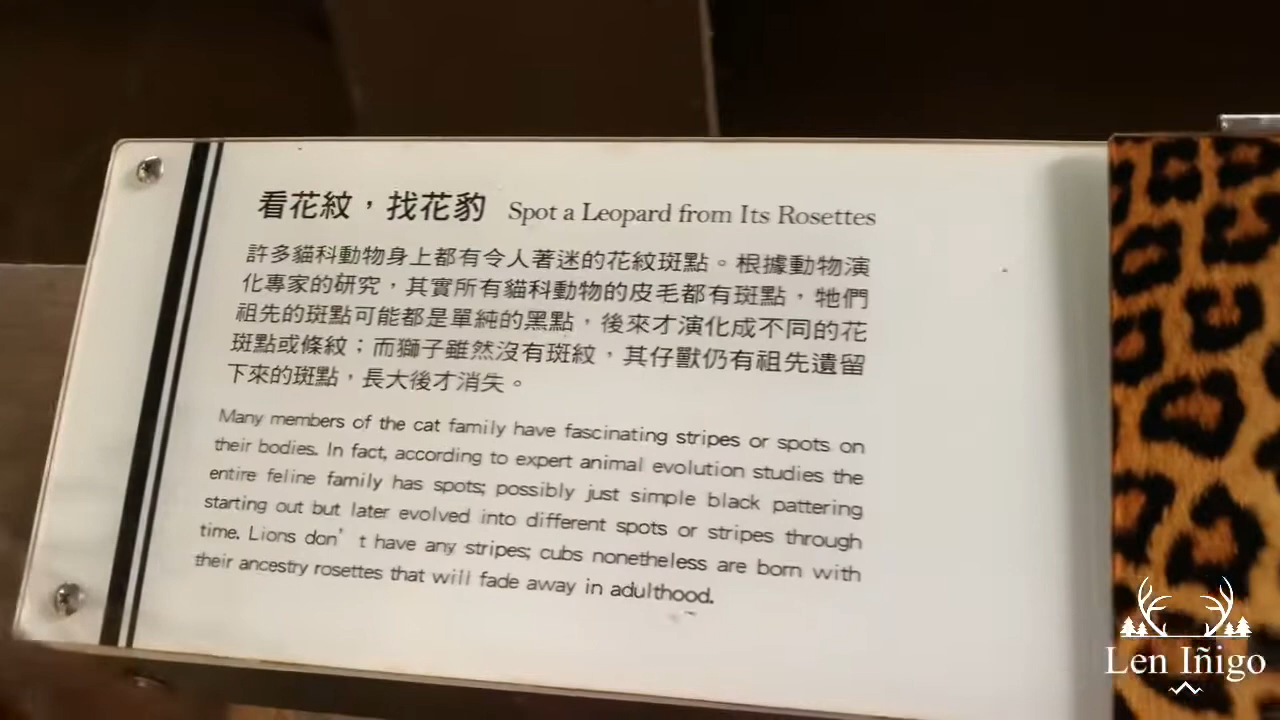 看花紋，找花豹 Spot a Leopard from Its Rosettes
許多貓科動物身上都有令人著迷的花紋斑點。根據動物演
化專家的研究，其實所有貓科動物的皮毛都有斑點，牠們
祖先的斑點可能都是單純的黑點，後來才演化成不同的花
斑點或條紋；而獅子雖然沒有斑紋，其仔獸仍有祖先遺留
下來的斑點，長大後才消失。
Many members of the cat family have fascinating stripes or spots on
their bodies. In fact, according to expert animal evolution studies the
entire feline family has spots; possibly just simple black pattering
starting out but later evolved into different spots or stripes through
time. Lions don't have any stripes; cubs nonetheless are born with
their ancestry rosettes that will fade away in adulthood.
Len Iñigo